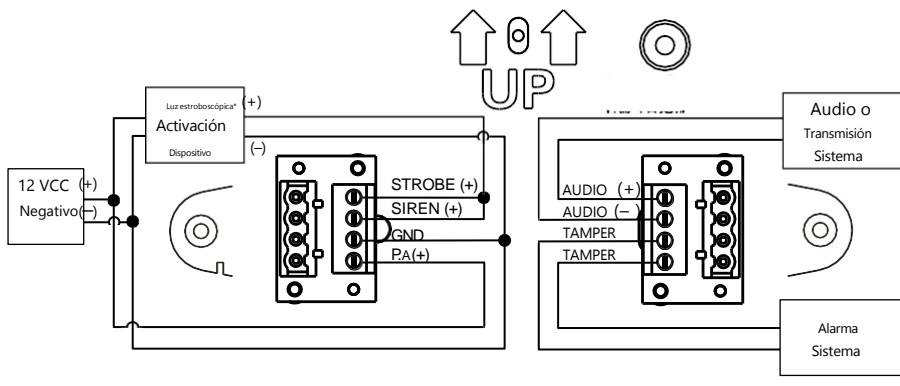 UP
Luz estroboscópica* (+)
Activación
Dispositivo (–)
12 VCC (+)
Negativo(–)
STROBE (+)
SIREN (+)
GND
P.A(+)
Audio o
Transmisión
Sistema
AUDIO (+)
AUDIO (–)
TAMPER
TAMPER
Alarma
Sistema